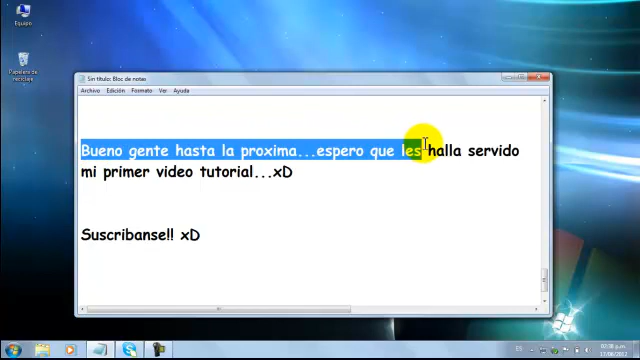 Equipo
Papelera de
reciclaje
Sin título: Bloc de notas
Archivo Edición Formato Ver Ayuda
Bueno gente hasta la proxima...espero que les halla servido
mi primer video tutorial...xD
Suscribanse!! xD
ES